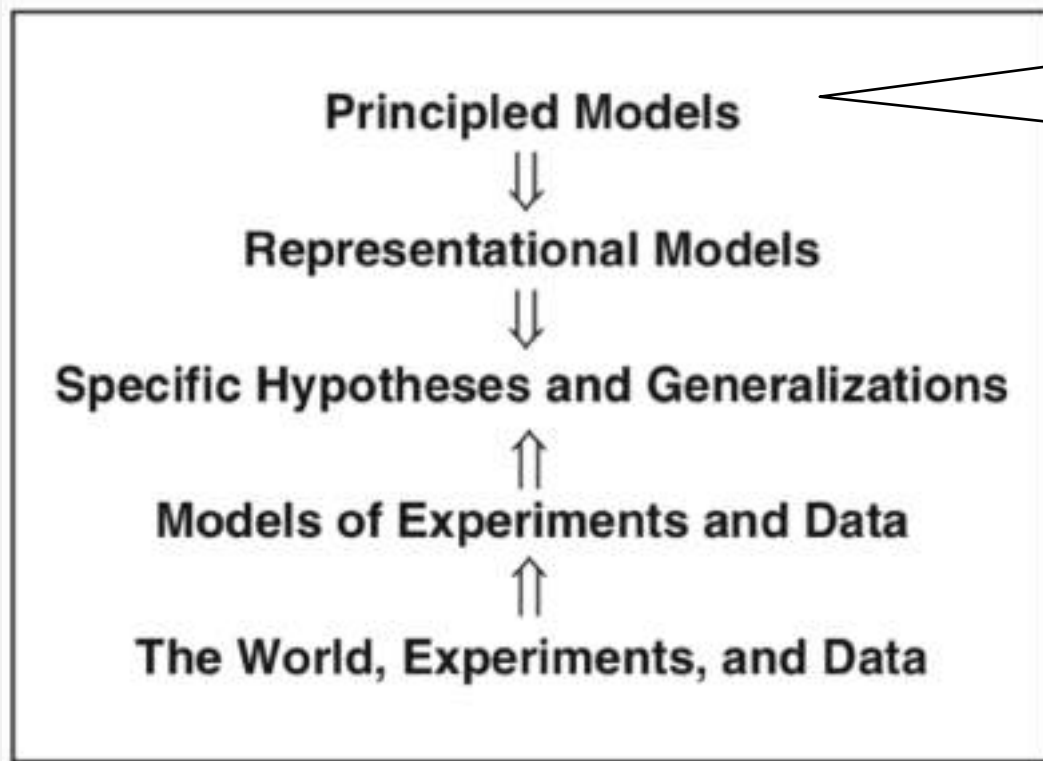 Principled Models
⇓
Representational Models
⇓
Specific Hypotheses and Generalizations
⇑
Models of Experiments and Data
⇑
The World, Experiments, and Data